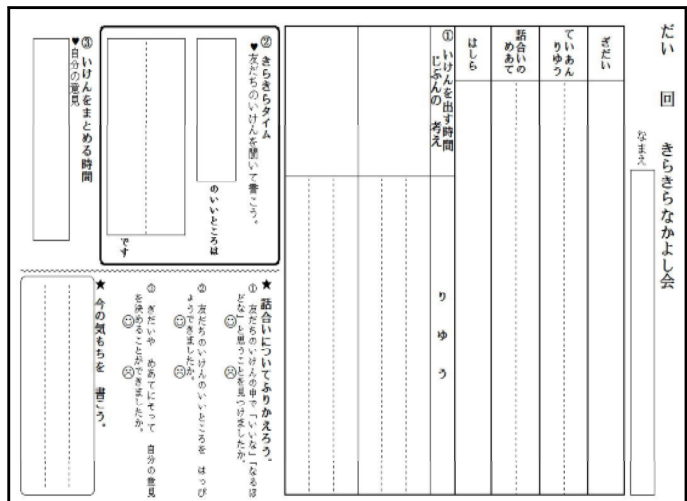 だい　回　きらきらなかよし会
なまえ
ぎだい
ていあん
りゆう
話合いの
めあて
はしら
① いけんを出す時間
じぶんの　考え
りゆう
② きらきらタイム
♥友だちのいけんを聞いて書こう。
のいいところは
です
③ いけんをまとめる時間
♥自分の意見
★　話合いについてふりかえろう。
① 友だちのいけんの中で「いいな」「なるほ
どな」と思うことを見つけましたか。
② 友だちのいけんのいいところを　はっぴ
ょうできましたか。
③ ぎだいや　めあてにそって　自分の意見
を決めることができましたか。
★　今の気もちを　書こう。